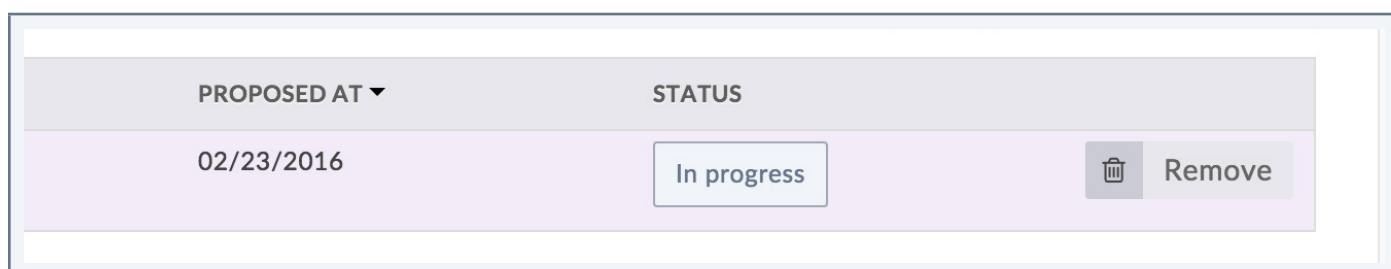 PROPOSED AT STATUS
02/23/2016 In progress Remove